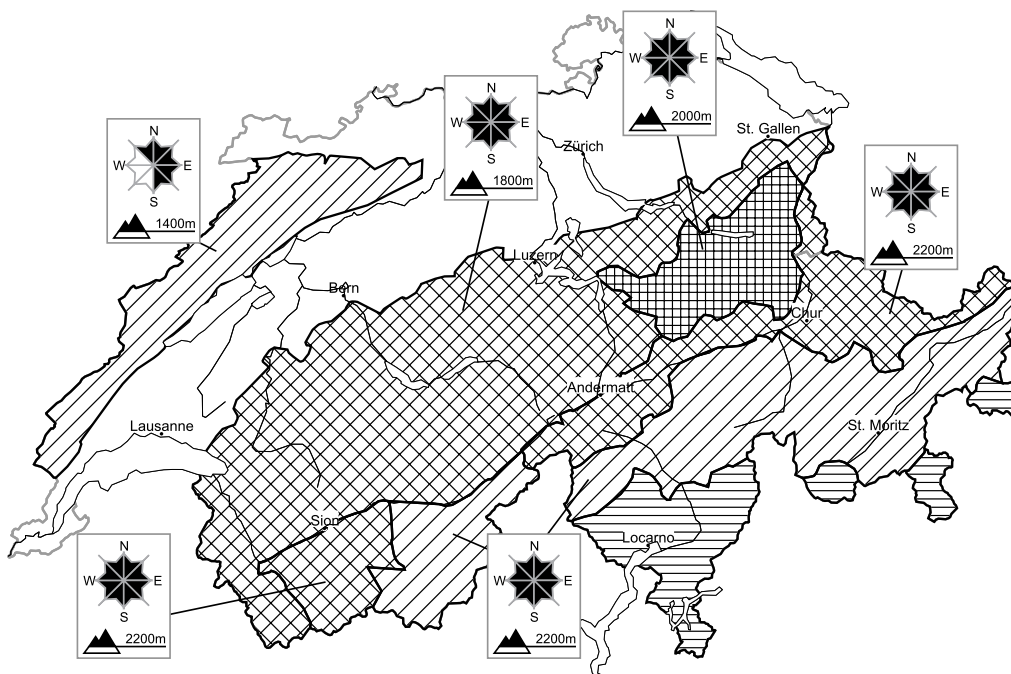 N
W E
S
2000m
St. Gallen
N
W E
S
1800m
Zürich
N
W E
S
1400m
N
W E
S
2200m
Luzern
Bern
Chur
Andermatt
Lausanne
St. Moritz
Sion
Locarno
N
W E
S
2200m
N
W E
S
2200m